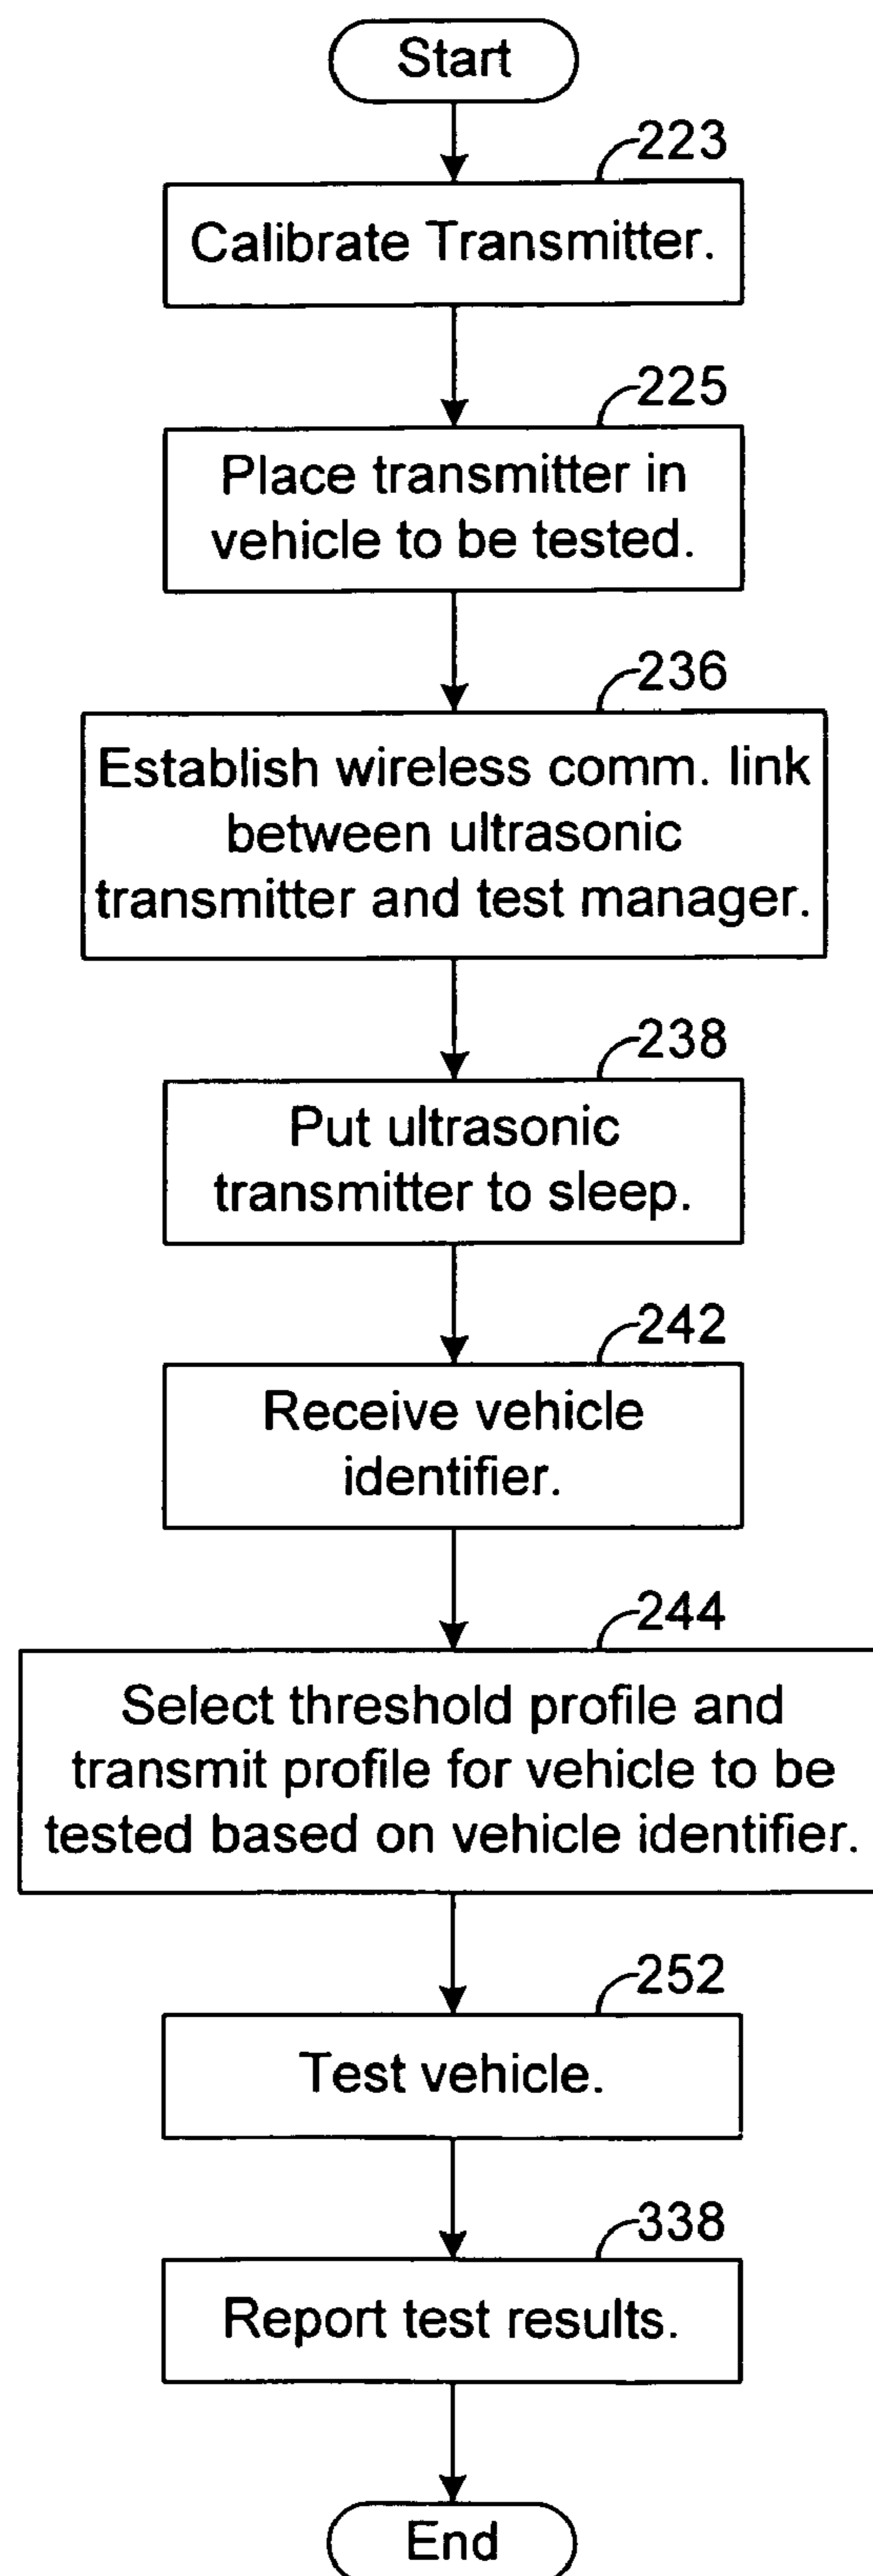 Start
223
Calibrate Transmitter.
225
Place transmitter in
vehicle to be tested.
236
Establish wireless comm. link
between ultrasonic
transmitter and test manager.
238
Put ultrasonic
transmitter to sleep.
242
Receive vehicle
identifier.
244
Select threshold profile and
transmit profile for vehicle to be
tested based on vehicle identifier.
252
Test vehicle.
338
Report test results.
End